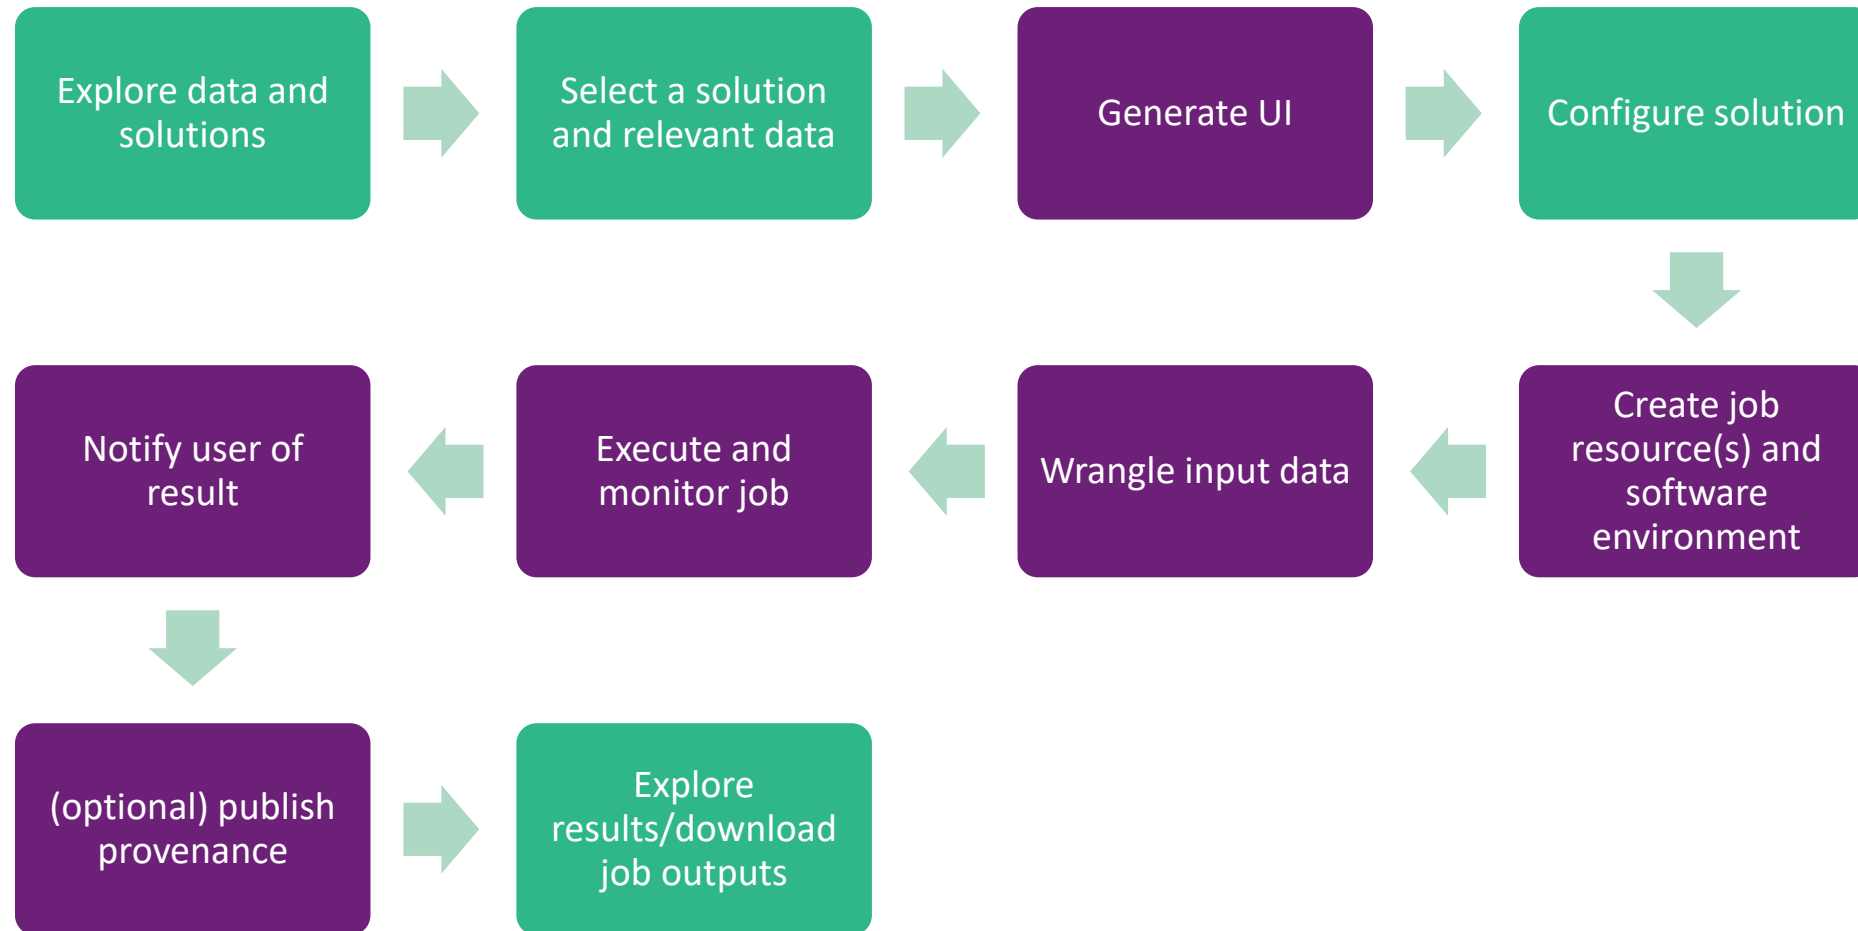 Explore data and
solutions
Select a solution
and relevant data
Generate UI
Configure solution
Create job
resource(s) and
software
environment
Wrangle input data
Execute and
monitor job
Notify user of
result
(optional) publish
provenance
Explore
results/download
job outputs